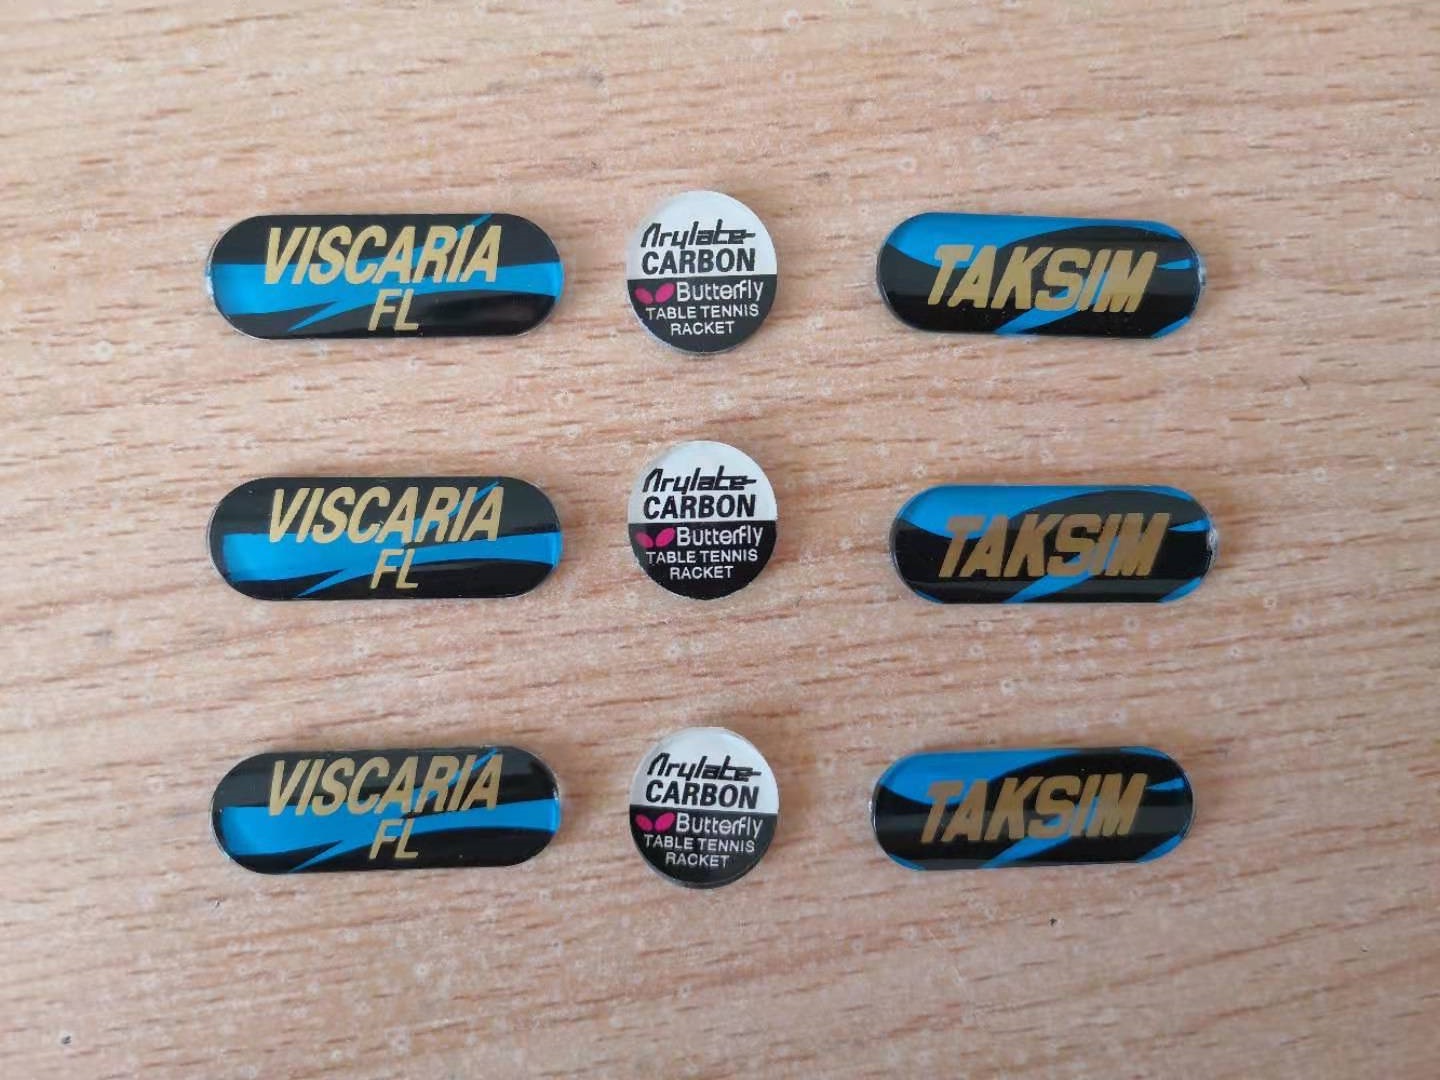 VISCARIA
FL
Arylate
CARBON
Butterfly
TABLE TENNIS
RACKET
TAKSIM
VISCARIA
FL
Arylate
CARBON
Butterfly
TABLE TENNIS
RACKET
TAKSIM
VISCARIA
FL
Arylate
CARBON
Butterfly
TABLE TENNIS
RACKET
TAKSIM